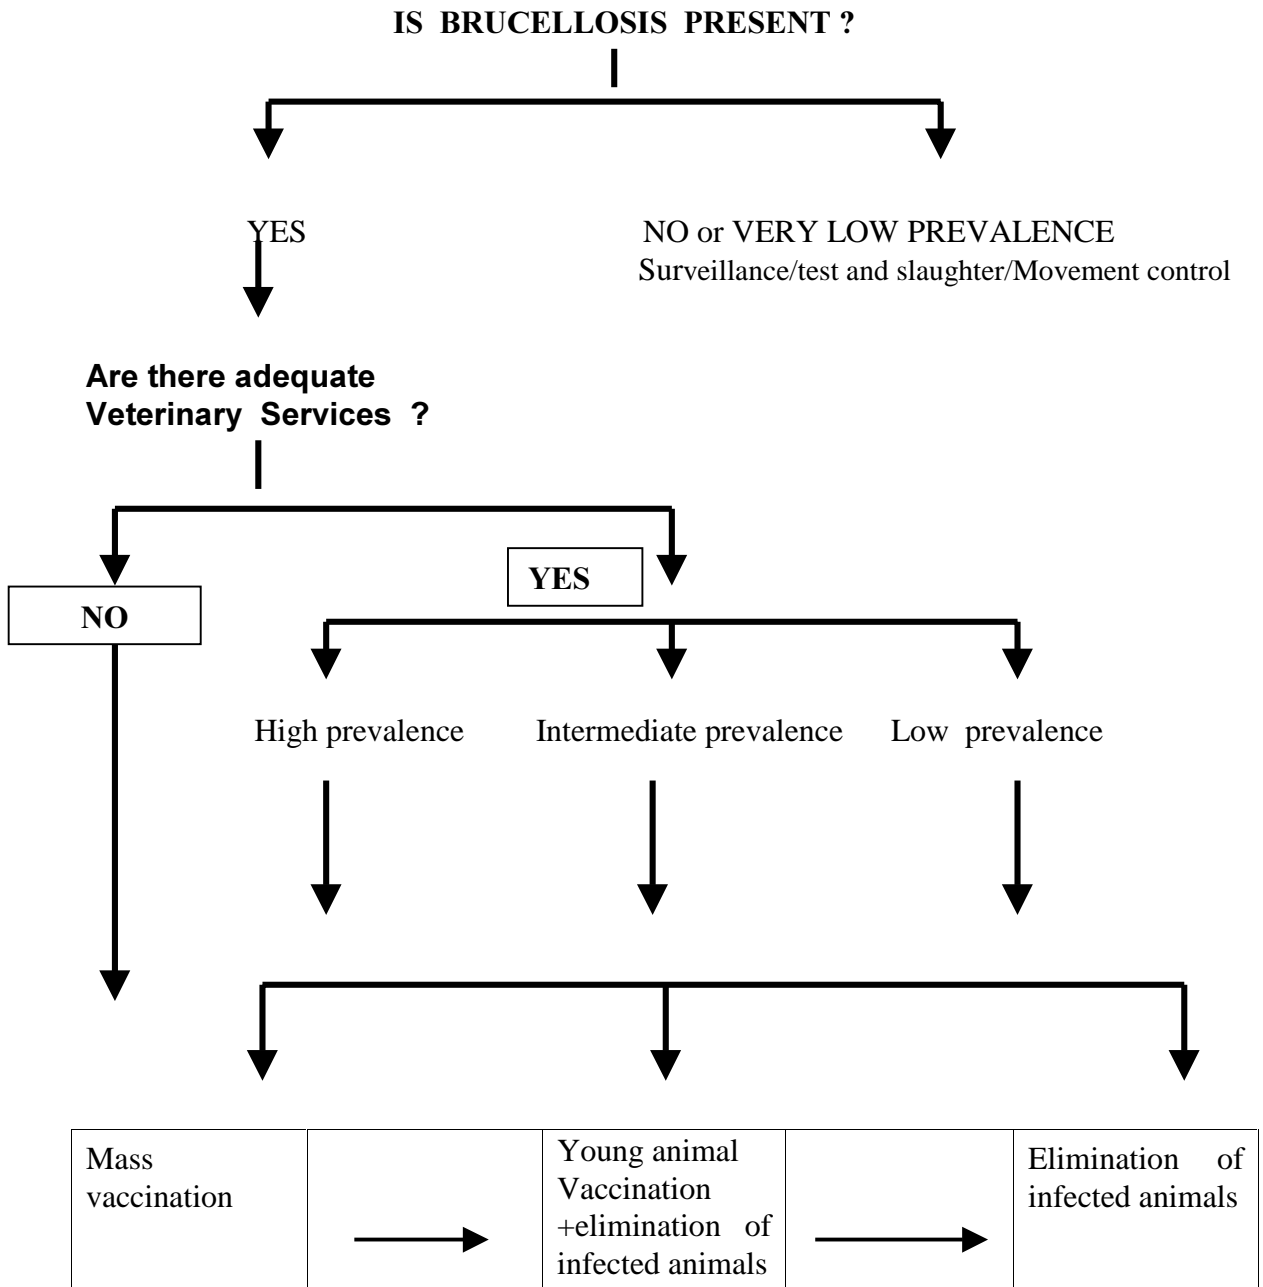 IS BRUCELLOSIS PRESENT ?
YES
NO or VERY LOW PREVALENCE
Surveillance/test and slaughter/Movement control
Are there adequate
Veterinary Services ?
YES
NO
High prevalence
Intermediate prevalence
Low prevalence
Mass
vaccination
Young animal
Vaccination
+elimination of
infected animals
Elimination of
infected animals